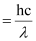 = hc/λ